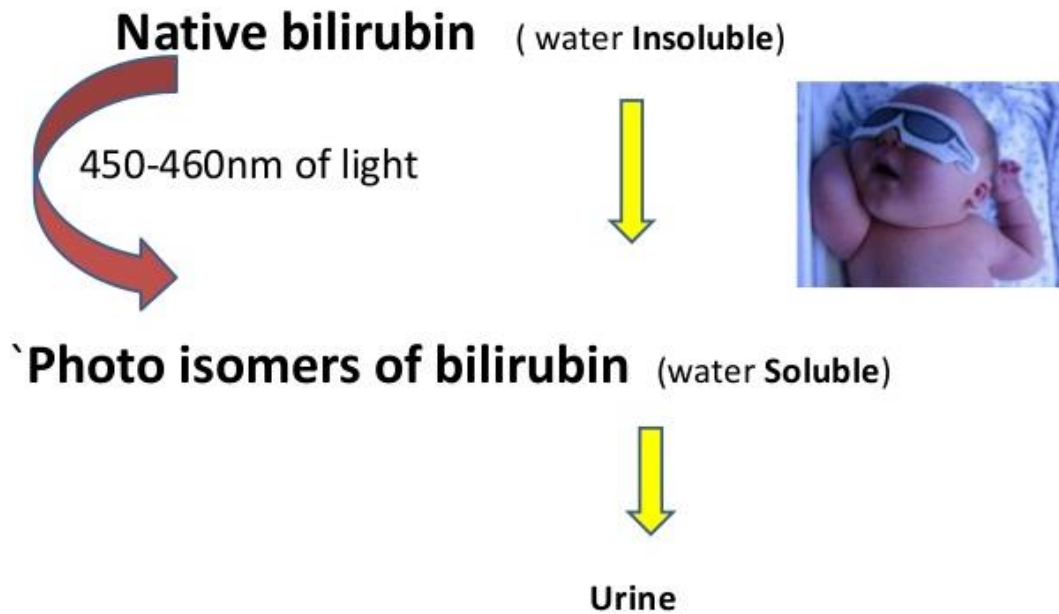 Native bilirubin ( water Insoluble)
450-460nm of light
`Photo isomers of bilirubin (water Soluble)
Urine